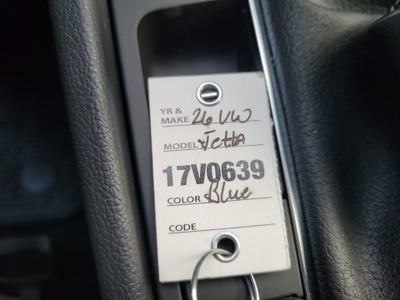 YR &
MAKE 26 VW
MODEL Jetta
17V0639
COLOR Blue
CODE